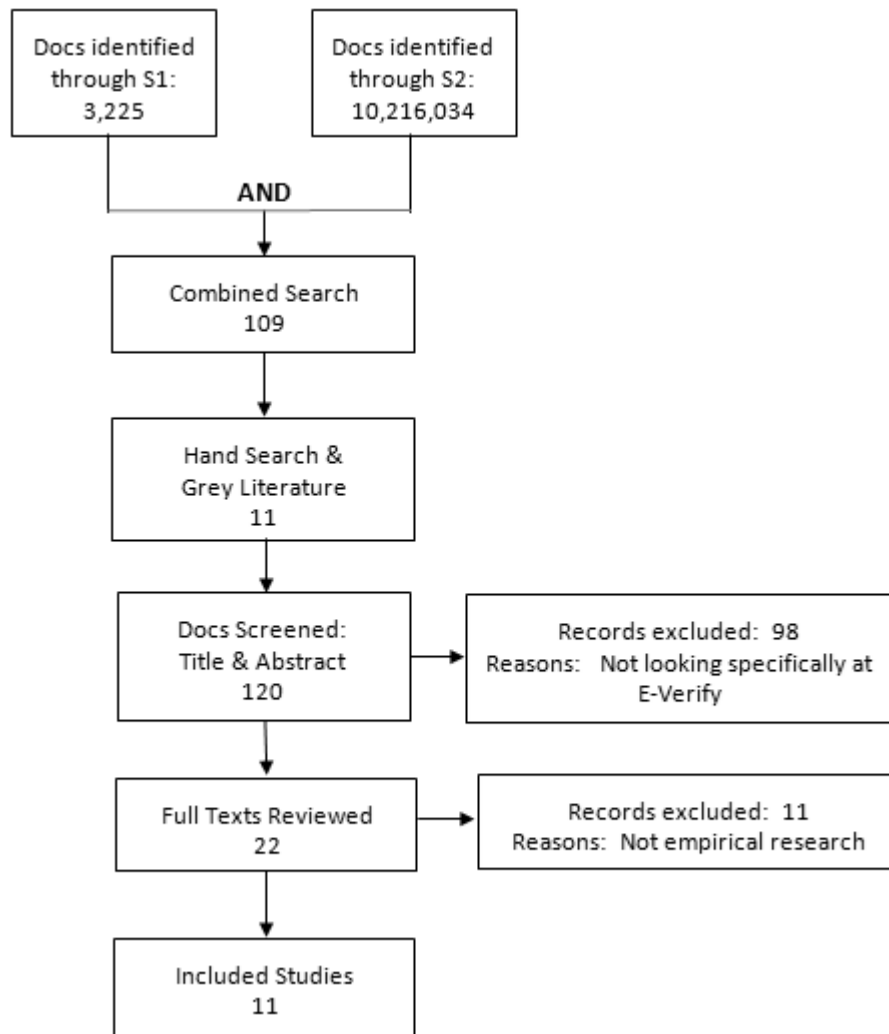 Docs identified
through S1:
3,225
Docs identified
through S2:
10,216,034
AND
Combined Search
109
Hand Search &
Grey Literature
11
Docs Screened:
Title & Abstract
120
Records excluded: 98
Reasons: Not looking specifically at
E-Verify
Full Texts Reviewed
22
Records excluded: 11
Reasons: Not empirical research
Included Studies
11